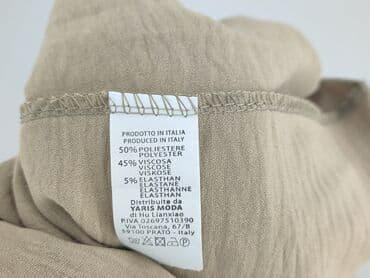 PRODOTTO IN ITALIA
PRODUCED IN ITALY
50% POLIESTERE
POLYESTER
45% VISCOSA
VISCOSE
VISKOSE
5% ELASTHAN
ELASTANE
ELASTHANNE
ELASTHAN
Distribuito da
YARIS MODA
di Hu Lianxiao
P.IVA 02697510390
Via Toscana, 67/B
59100 PRATO - Italy